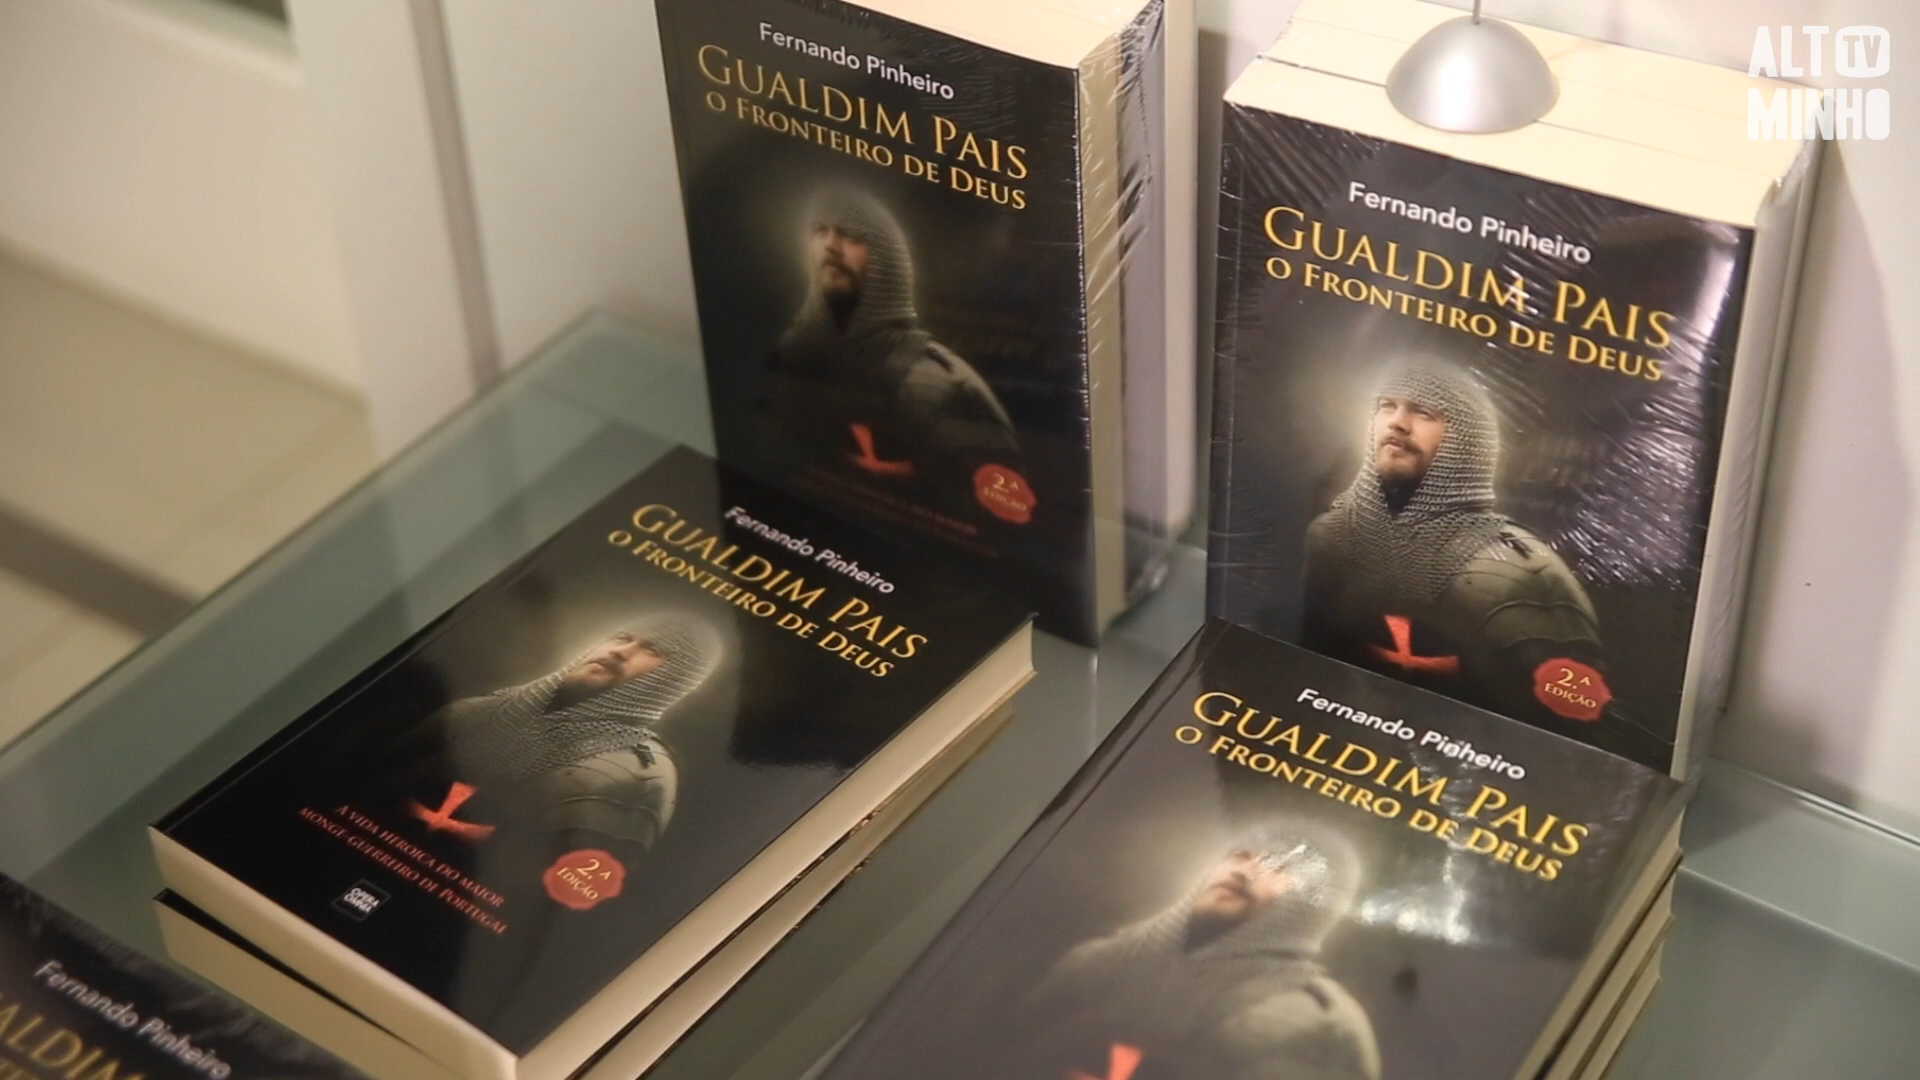 ALT TV
MINHO
Fernando Pinheiro
GUALDIM PAIS
O FRONTEIRO DE DEUS
2.ª
EDIÇÃO
Fernando Pinheiro
GUALDIM PAIS
O FRONTEIRO DE DEUS
2.ª
EDIÇÃO
Fernando Pinheiro
GUALDIM PAIS
O FRONTEIRO DE DEUS
A VIDA HEROICA DO MAIOR
MONGE-GUERREIRO DE PORTUGAL
2.ª
EDIÇÃO
OPERA
OMNIA
Fernando Pinheiro
GUALDIM PAIS
O FRONTEIRO DE DEUS
Fernando Pinheiro